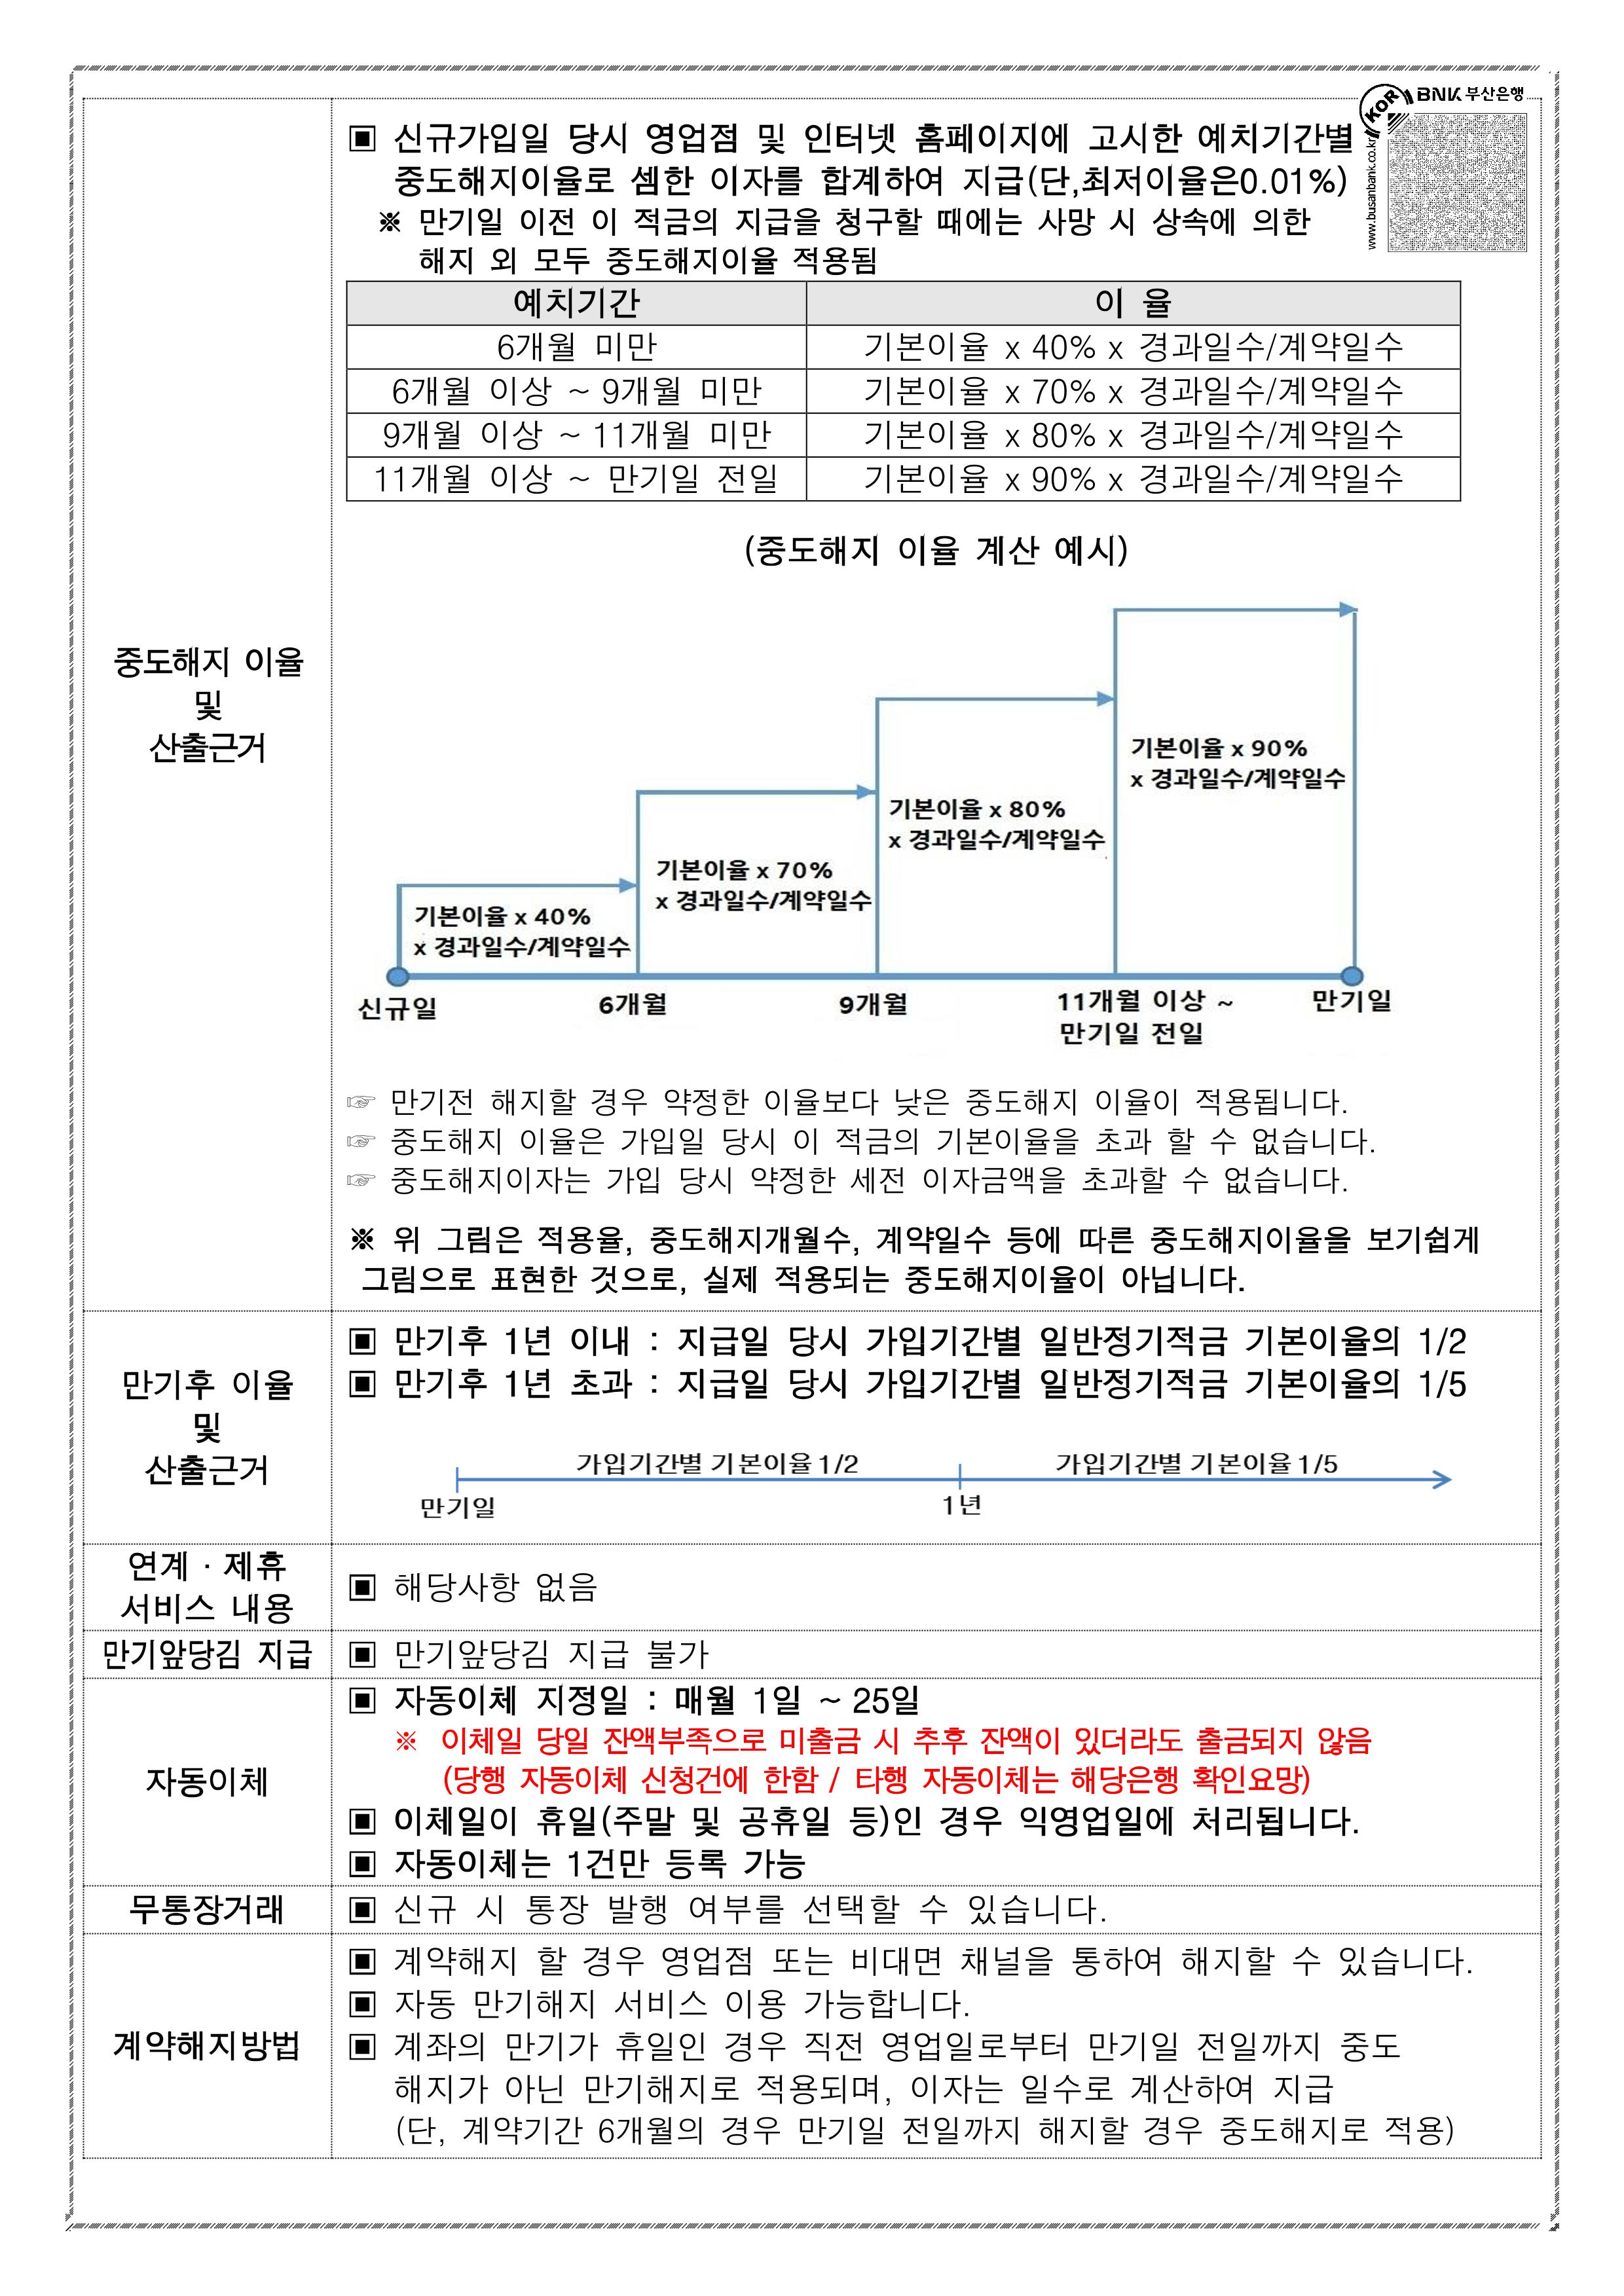 KOR
BNK 부산은행
www.busanbank.co.kr
중도해지 이율
및
산출근거
▣ 신규가입일 당시 영업점 및 인터넷 홈페이지에 고시한 예치기간별
중도해지이율로 셈한 이자를 합계하여 지급(단,최저이율은0.01%)
※ 만기일 이전 이 적금의 지급을 청구할 때에는 사망 시 상속에 의한
해지 외 모두 중도해지이율 적용됨
예치기간 이 율
6개월 미만 기본이율 x 40% x 경과일수/계약일수
6개월 이상 ~ 9개월 미만 기본이율 x 70% x 경과일수/계약일수
9개월 이상 ~ 11개월 미만 기본이율 x 80% x 경과일수/계약일수
11개월 이상 ~ 만기일 전일 기본이율 x 90% x 경과일수/계약일수
(중도해지 이율 계산 예시)
기본이율 x 40%
x 경과일수/계약일수
기본이율 x 70%
x 경과일수/계약일수
기본이율 x 80%
x 경과일수/계약일수
기본이율 x 90%
x 경과일수/계약일수
신규일
6개월
9개월
11개월 이상 ~
만기일 전일
만기일
☞ 만기전 해지할 경우 약정한 이율보다 낮은 중도해지 이율이 적용됩니다.
☞ 중도해지 이율은 가입일 당시 이 적금의 기본이율을 초과 할 수 없습니다.
☞ 중도해지이자는 가입 당시 약정한 세전 이자금액을 초과할 수 없습니다.
※ 위 그림은 적용율, 중도해지개월수, 계약일수 등에 따른 중도해지이율을 보기쉽게
그림으로 표현한 것으로, 실제 적용되는 중도해지이율이 아닙니다.
만기후 이율
및
산출근거
▣ 만기후 1년 이내 : 지급일 당시 가입기간별 일반정기적금 기본이율의 1/2
▣ 만기후 1년 초과 : 지급일 당시 가입기간별 일반정기적금 기본이율의 1/5
가입기간별 기본이율 1/2
가입기간별 기본이율 1/5
만기일
1년
연계 · 제휴
서비스 내용
▣ 해당사항 없음
만기앞당김 지급
▣ 만기앞당김 지급 불가
자동이체
▣ 자동이체 지정일 : 매월 1일 ~ 25일
※ 이체일 당일 잔액부족으로 미출금 시 추후 잔액이 있더라도 출금되지 않음
(당행 자동이체 신청건에 한함 / 타행 자동이체는 해당은행 확인요망)
▣ 이체일이 휴일(주말 및 공휴일 등)인 경우 익영업일에 처리됩니다.
▣ 자동이체는 1건만 등록 가능
무통장거래
▣ 신규 시 통장 발행 여부를 선택할 수 있습니다.
계약해지방법
▣ 계약해지 할 경우 영업점 또는 비대면 채널을 통하여 해지할 수 있습니다.
▣ 자동 만기해지 서비스 이용 가능합니다.
▣ 계좌의 만기가 휴일인 경우 직전 영업일로부터 만기일 전일까지 중도
해지가 아닌 만기해지로 적용되며, 이자는 일수로 계산하여 지급
(단, 계약기간 6개월의 경우 만기일 전일까지 해지할 경우 중도해지로 적용)